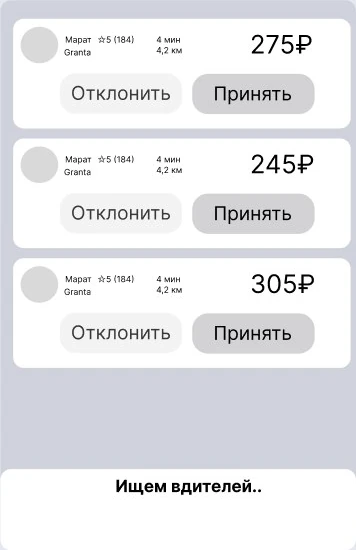 Марат ☆5 (184) 4 мин 275₽
Granta 4,2 км
Отклонить Принять
Марат ☆5 (184) 4 мин 245₽
Granta 4,2 км
Отклонить Принять
Марат ☆5 (184) 4 мин 305₽
Granta 4,2 км
Отклонить Принять
Ищем вдителей..